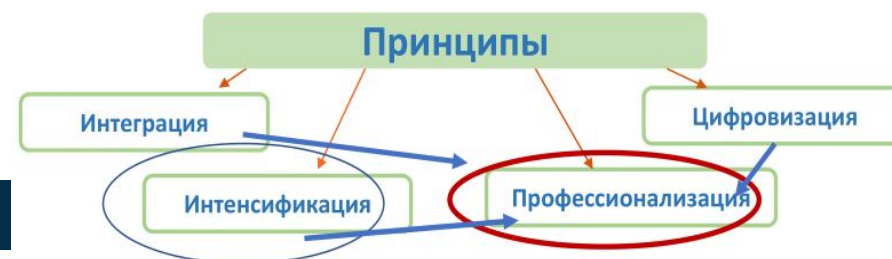 Принципы
Интеграция
Цифровизация
Интенсификация
Профессионализация